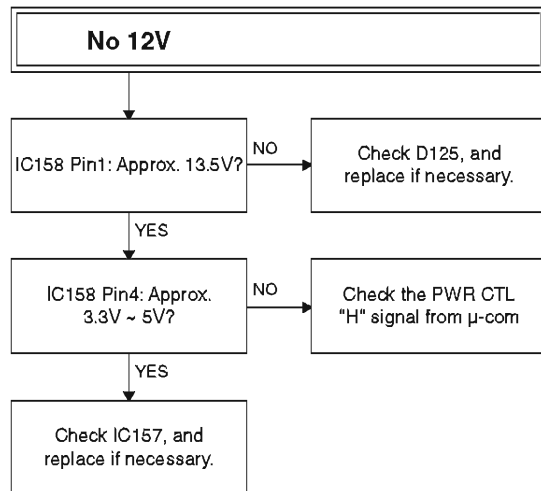 No 12V
IC158 Pin1: Approx. 13.5V?
NO
Check D125, and
replace if necessary.
YES
IC158 Pin4: Approx.
3.3V ~ 5V?
NO
Check the PWR CTL
"H" signal from μ-com
YES
Check IC157, and
replace if necessary.